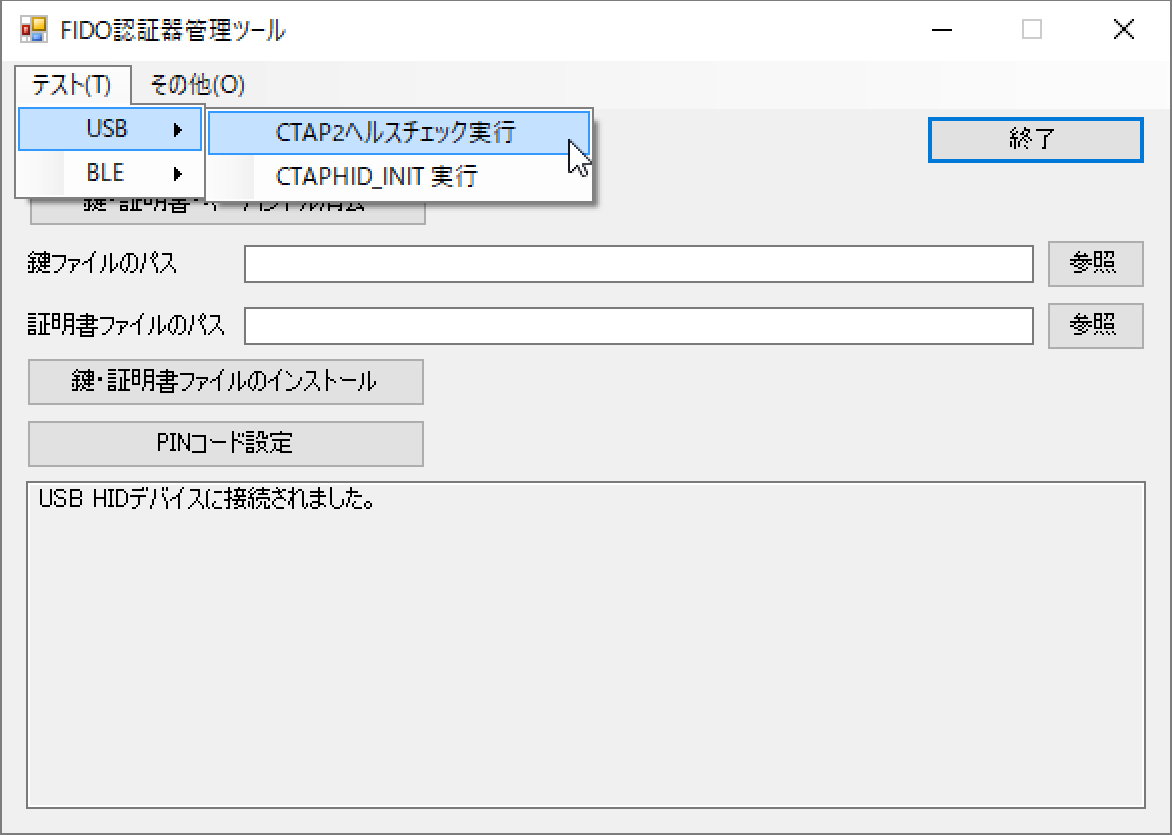 FIDO認証器管理ツール
テスト(T) その他(O)
USB CTAP2ヘルスチェック実行
終了
BLE CTAPHID_INIT 実行
鍵ファイルのパス 参照
証明書ファイルのパス 参照
鍵・証明書ファイルのインストール
PINコード設定
USB HIDデバイスに接続されました。